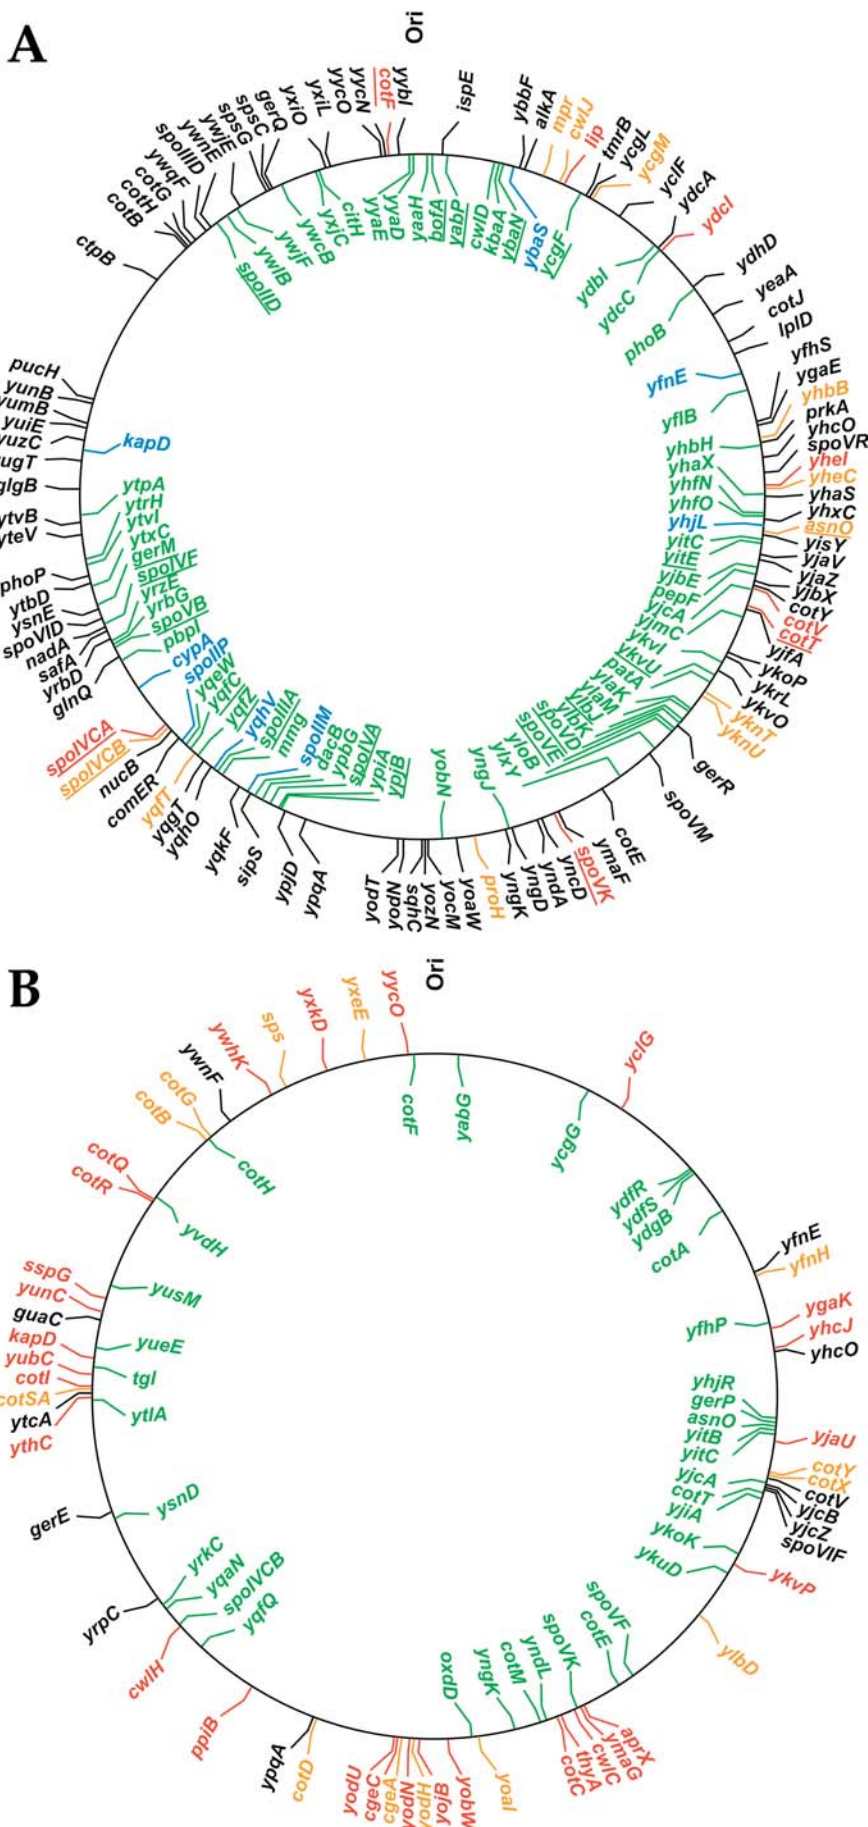 A
Ori
cotB
cotH
cotG
ywqF
spoIIID
ywnE
ywjE
spsG
spsC
gerQ
yxiO
yxiL
yycO
yycN
cotF
yybI
ispE
ybbF
alkA
mpr
cwlJ
lip
tmrB
ycgL
ycgM
yclF
ydcA
ydcI
ydhD
yeaA
cotJ
lplD
yfhS
ygaE
yhbB
prkA
yhcO
spoVR
yheI
yheC
yhaS
yhxC
asnO
yisY
yjaV
yjaZ
yjbX
cotY
cotV
cotT
yjfA
ykoP
ykrL
ykvO
yknT
yknU
gerR
spoVM
cotE
ymaF
spoVK
yncD
yndA
yngD
yngK
proH
yoaW
yocM
yozN
sqhC
ypoN
yodT
ypqA
ypjD
sipS
yqkF
yqhO
yqgT
yqfT
comER
nucB
spoIVCB
spoIVCA
glnQ
yrbD
safA
nadA
spoVID
ysnE
ytbD
phoP
yteV
ytvB
glgB
ugT
yuzC
yuiE
yumB
yunB
pucH
ctpB
spoIID
ywlB
ywjF
ywcB
yxjC
citH
yyaE
yyaD
yaaH
bofA
yabP
cwlD
kbaA
ybaN
ybaS
ycgF
ydbI
ydcC
phoB
yfnE
yflB
yhbH
yhaX
yhfN
yhfO
yhjL
yitC
yitE
yjbE
pepF
yjcA
yjmC
ykvI
ykvU
patA
ylaK
ylaM
ylbJ
ylbK
spoVD
spoVE
yloB
ylxY
yngJ
yobN
ypjB
ypjA
spoIVA
ypbG
dacB
spoIIM
mmg
spoIIIA
yqhV
yqfZ
yqfC
yqeW
spoIIP
cypA
pbpI
spoVB
yrbG
yrzE
spoIVF
gerM
ytxC
ytvI
ytrH
ytpA
kapD
B
Ori
cotB
cotG
ywnF
ywhK
sps
yxkD
yxeE
yycO
yclG
yfnE
yfnH
ygaK
yhcJ
yhcO
yjaU
cotY
cotX
cotV
yjcB
yjcZ
spoVIF
ykvP
ylbD
aprX
ymaG
cwlC
thyA
cotC
yoaI
yobW
yojB
yodH
yodN
cgeA
cgeC
yodU
cotD
ypqA
ppiB
cwlH
yrpC
gerE
ythC
ytcA
cotSA
cotI
yubC
kapD
guaC
yunC
sspG
cotR
cotQ
cotH
cotF
yabG
ycgG
ydfR
ydfS
ydgB
cotA
yfhP
yhjR
gerP
asnO
yitB
yitC
yjcA
cotT
yjiA
ykoK
ykuD
spoVF
cotE
spoVK
yndL
cotM
yngK
oxdD
yqfQ
spoIVCB
yqaN
yrkC
ysnD
ytlA
tgl
yueE
yusM
yvdH